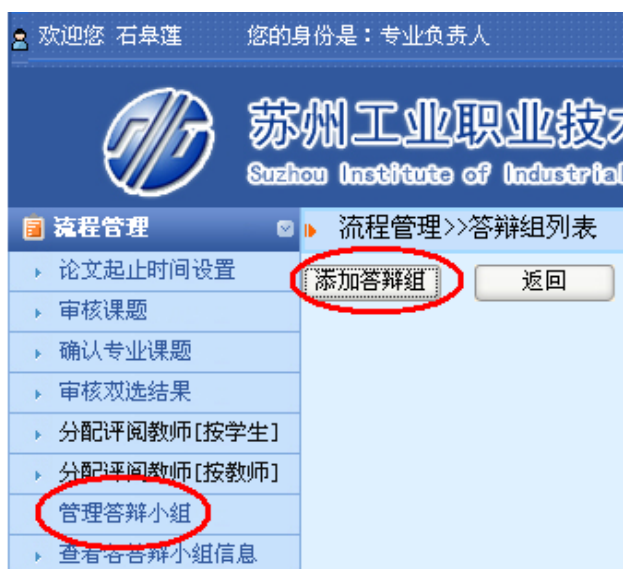 欢迎您 石皋莲 您的身份是：专业负责人
苏州工业职业技
Suzhou Institute of Industrial
流程管理
流程管理>>答辩组列表
添加答辩组 返回
论文起止时间设置
审核课题
确认专业课题
审核双选结果
分配评阅教师[按学生]
分配评阅教师[按教师]
管理答辩小组
查看各答辩小组信息